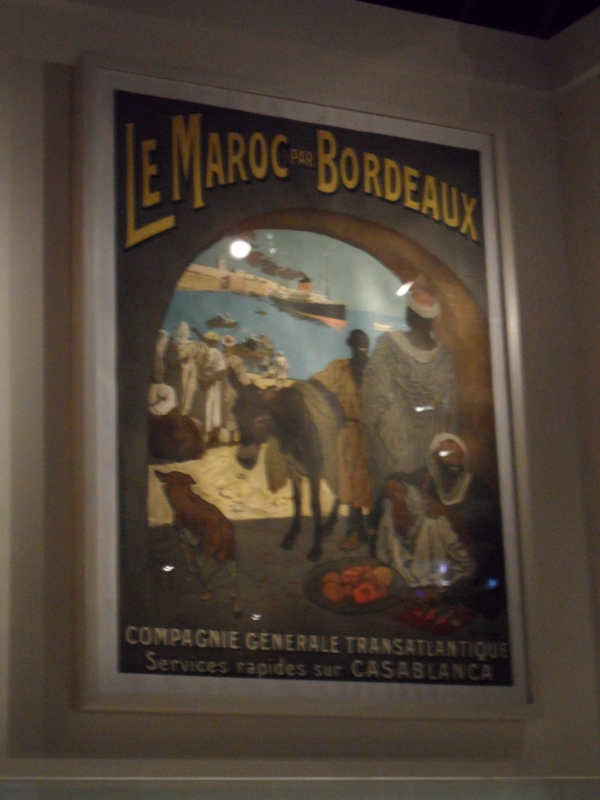 LE MAROC PAR BORDEAUX
COMPAGNIE GÉNÉRALE TRANSATLANTIQUE
Services rapides sur CASABLANCA